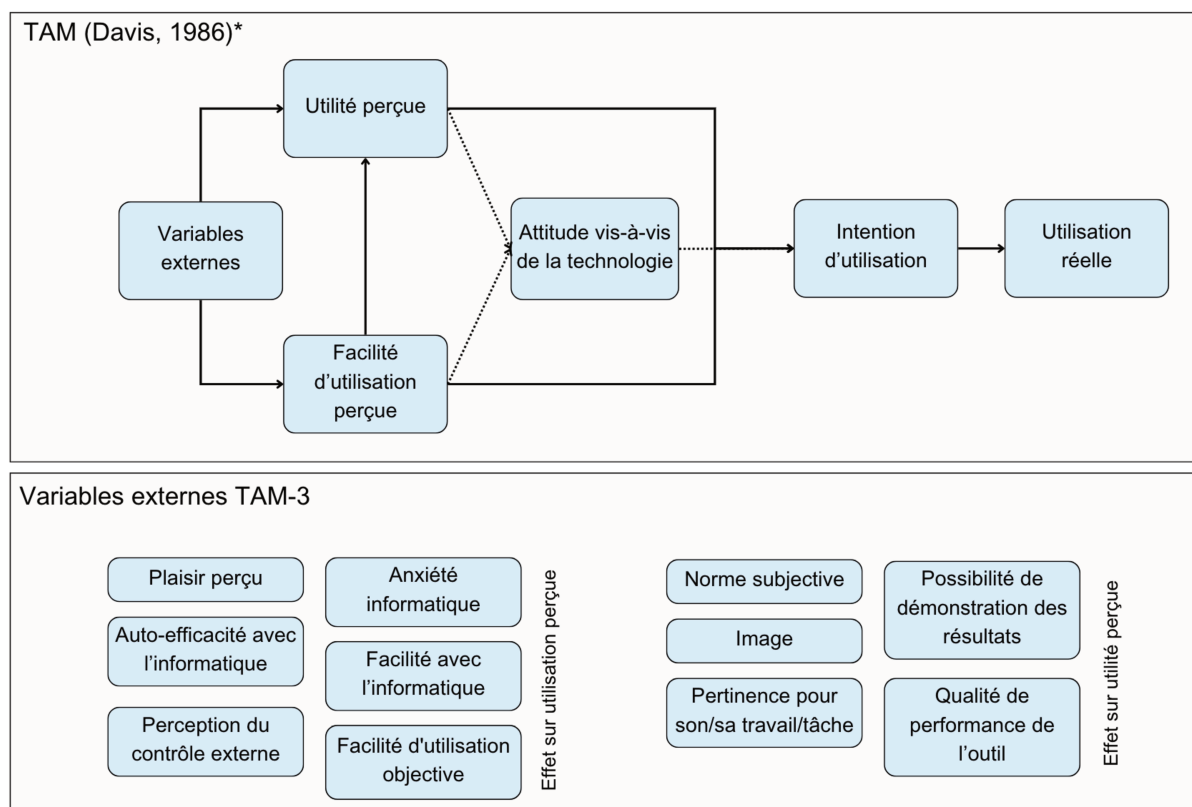 TAM (Davis, 1986)*
Utilité perçue
Variables
externes
Attitude vis-à-vis
de la technologie
Intention
d’utilisation
Utilisation
réelle
Facilité
d’utilisation
perçue
Variables externes TAM-3
Plaisir perçu
Auto-efficacité avec
l’informatique
Perception du
contrôle externe
Anxiété
informatique
Facilité avec
l’informatique
Facilité d'utilisation
objective
Effet sur utilisation perçue
Norme subjective
Image
Pertinence pour
son/sa travail/tâche
Possibilité de
démonstration des
résultats
Qualité de
performance de
l’outil
Effet sur utilité perçue